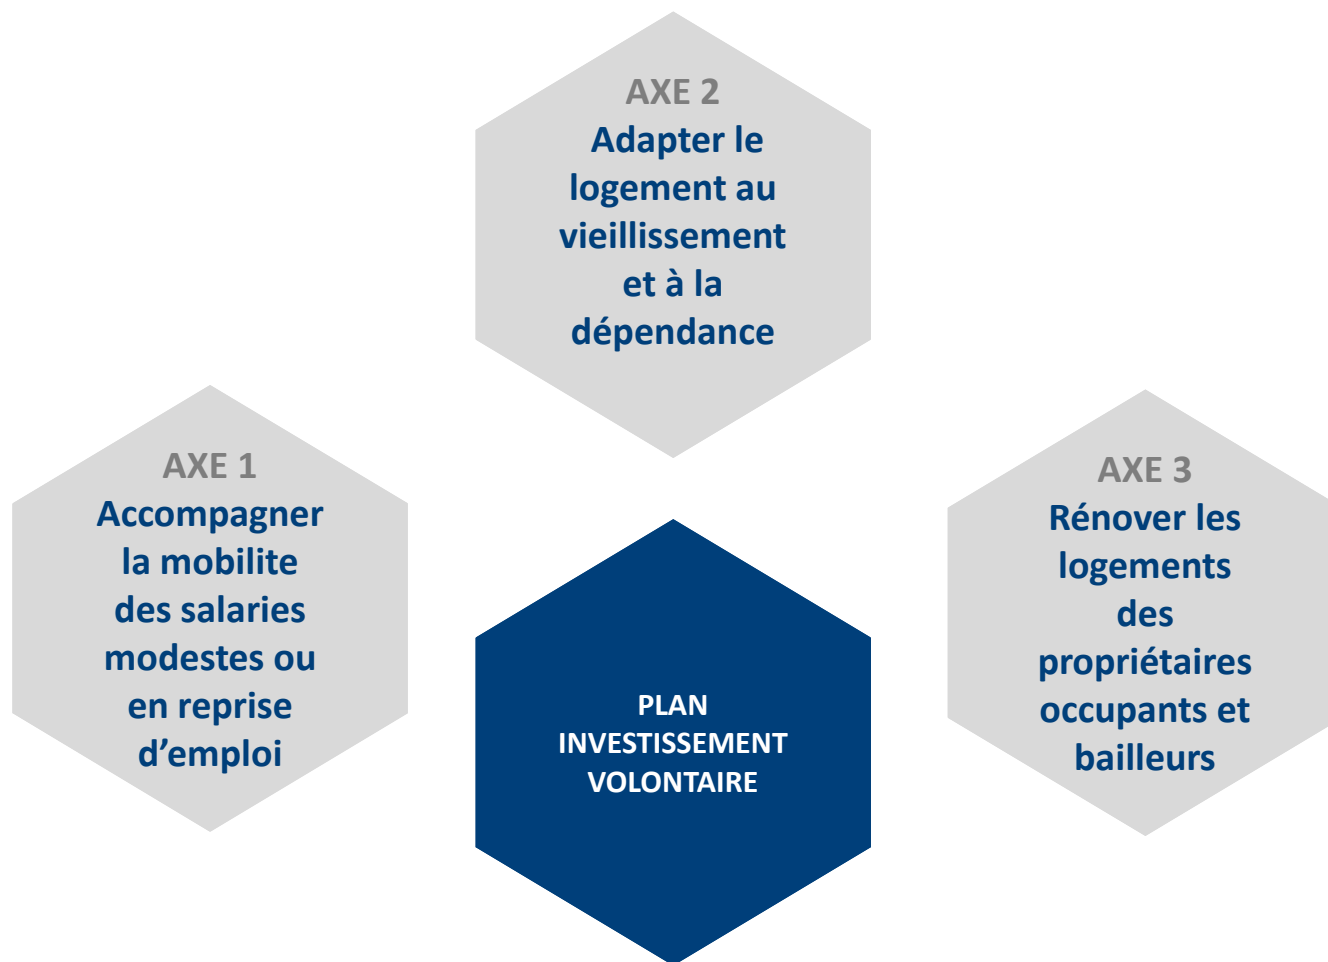 AXE 1
Accompagner
la mobilite
des salaries
modestes ou
en reprise
d’emploi
AXE 2
Adapter le
logement au
vieillissement
et à la
dépendance
AXE 3
Rénover les
logements
des
propriétaires
occupants et
bailleurs
PLAN
INVESTISSEMENT
VOLONTAIRE